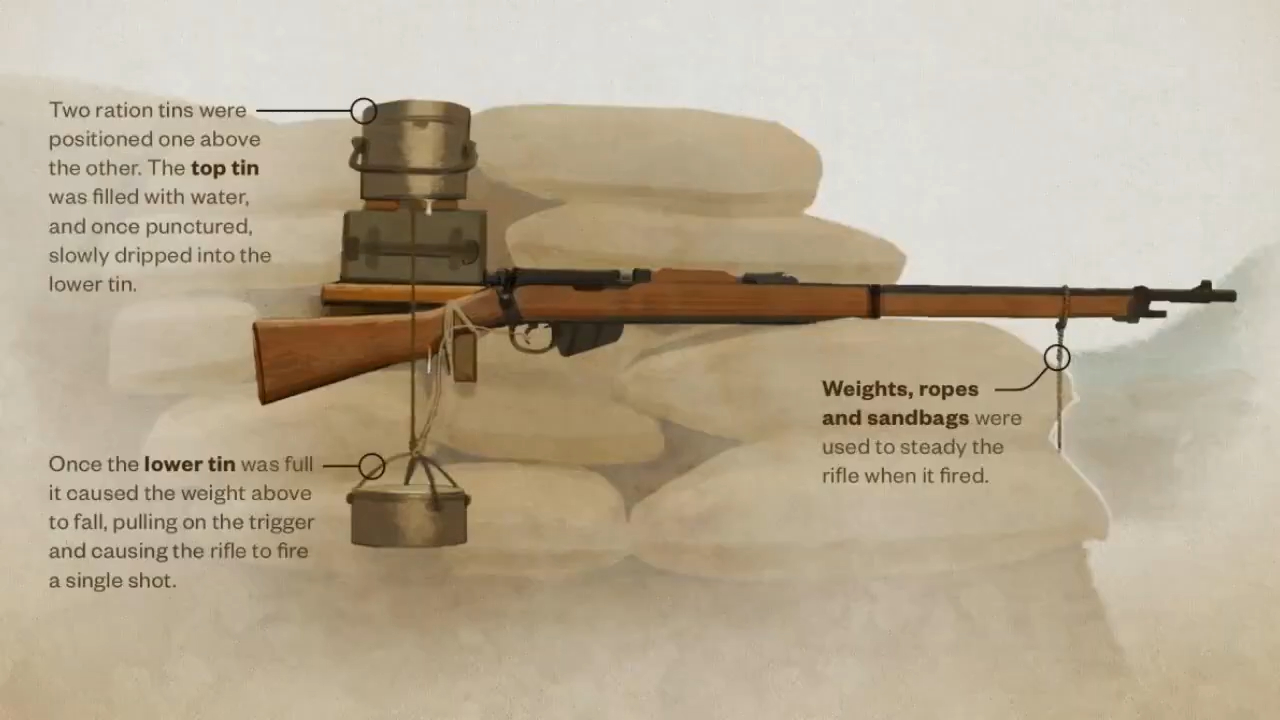 Two ration tins were
positioned one above
the other. The top tin
was filled with water,
and once punctured,
slowly dripped into the
lower tin.
Once the lower tin was full
it caused the weight above
to fall, pulling on the trigger
and causing the rifle to fire
a single shot.
Weights, ropes
and sandbags were
used to steady the
rifle when it fired.